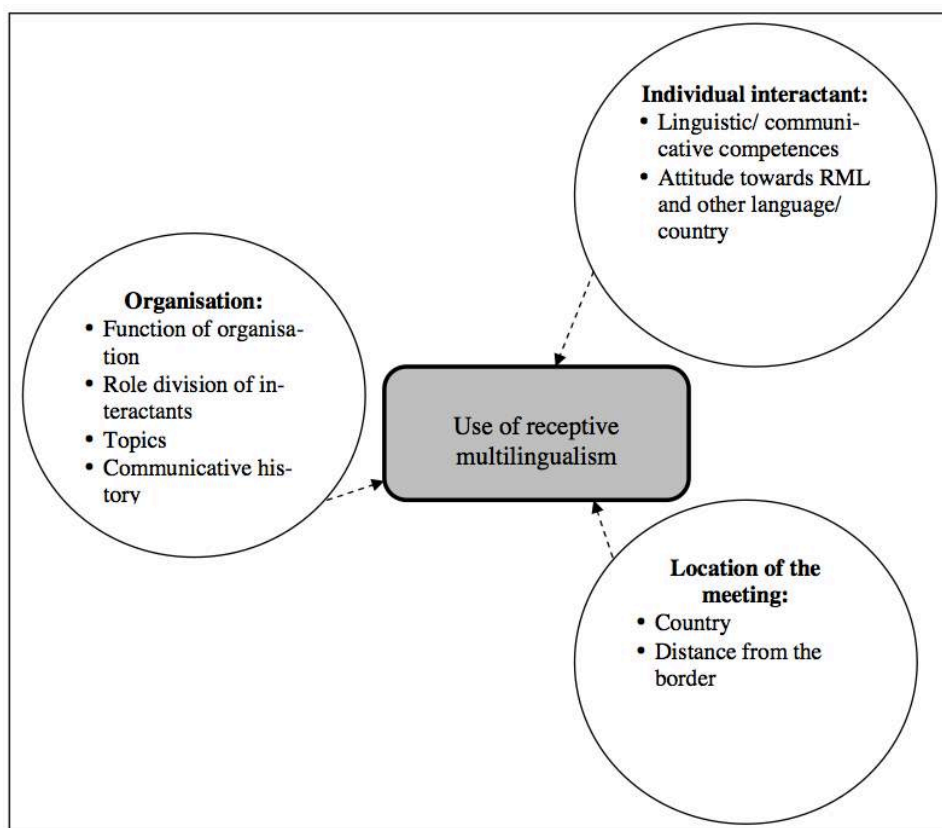 Individual interactant:
• Linguistic/ communi-
cative competences
• Attitude towards RML
and other language/
country
Organisation:
• Function of organisa-
tion
• Role division of in-
teractants
• Topics
• Communicative his-
tory
Use of receptive
multilingualism
Location of the
meeting:
• Country
• Distance from the
border